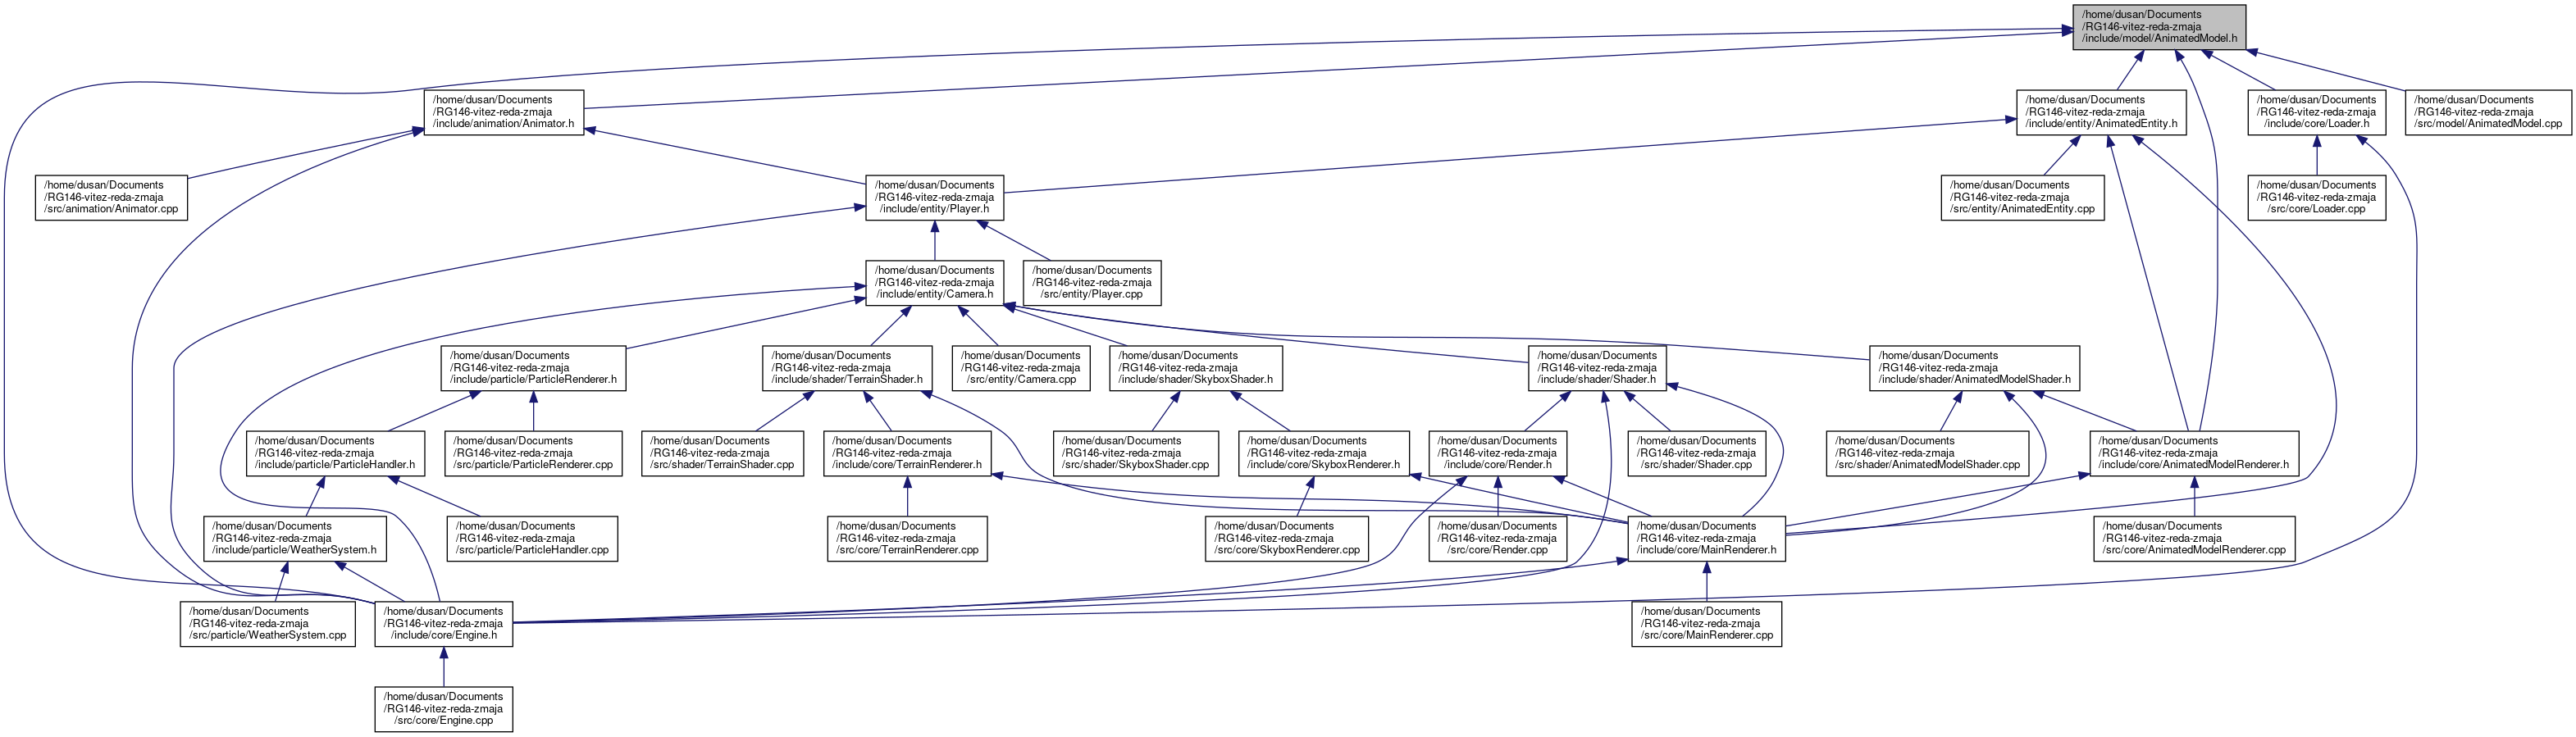 /home/dusan/Documents
/RG146-vitez-reda-zmaja
/include/model/AnimatedModel.h
/home/dusan/Documents
/RG146-vitez-reda-zmaja
/include/animation/Animator.h
/home/dusan/Documents
/RG146-vitez-reda-zmaja
/include/entity/AnimatedEntity.h
/home/dusan/Documents
/RG146-vitez-reda-zmaja
/include/core/Loader.h
/home/dusan/Documents
/RG146-vitez-reda-zmaja
/src/model/AnimatedModel.cpp
/home/dusan/Documents
/RG146-vitez-reda-zmaja
/src/animation/Animator.cpp
/home/dusan/Documents
/RG146-vitez-reda-zmaja
/include/entity/Player.h
/home/dusan/Documents
/RG146-vitez-reda-zmaja
/src/entity/AnimatedEntity.cpp
/home/dusan/Documents
/RG146-vitez-reda-zmaja
/src/core/Loader.cpp
/home/dusan/Documents
/RG146-vitez-reda-zmaja
/include/entity/Camera.h
/home/dusan/Documents
/RG146-vitez-reda-zmaja
/src/entity/Player.cpp
/home/dusan/Documents
/RG146-vitez-reda-zmaja
/include/particle/ParticleRenderer.h
/home/dusan/Documents
/RG146-vitez-reda-zmaja
/include/shader/TerrainShader.h
/home/dusan/Documents
/RG146-vitez-reda-zmaja
/src/entity/Camera.cpp
/home/dusan/Documents
/RG146-vitez-reda-zmaja
/include/shader/SkyboxShader.h
/home/dusan/Documents
/RG146-vitez-reda-zmaja
/include/shader/Shader.h
/home/dusan/Documents
/RG146-vitez-reda-zmaja
/include/shader/AnimatedModelShader.h
/home/dusan/Documents
/RG146-vitez-reda-zmaja
/include/particle/ParticleHandler.h
/home/dusan/Documents
/RG146-vitez-reda-zmaja
/src/particle/ParticleRenderer.cpp
/home/dusan/Documents
/RG146-vitez-reda-zmaja
/src/shader/TerrainShader.cpp
/home/dusan/Documents
/RG146-vitez-reda-zmaja
/include/core/TerrainRenderer.h
/home/dusan/Documents
/RG146-vitez-reda-zmaja
/src/shader/SkyboxShader.cpp
/home/dusan/Documents
/RG146-vitez-reda-zmaja
/include/core/SkyboxRenderer.h
/home/dusan/Documents
/RG146-vitez-reda-zmaja
/include/core/Render.h
/home/dusan/Documents
/RG146-vitez-reda-zmaja
/src/shader/Shader.cpp
/home/dusan/Documents
/RG146-vitez-reda-zmaja
/src/shader/AnimatedModelShader.cpp
/home/dusan/Documents
/RG146-vitez-reda-zmaja
/include/core/AnimatedModelRenderer.h
/home/dusan/Documents
/RG146-vitez-reda-zmaja
/include/particle/WeatherSystem.h
/home/dusan/Documents
/RG146-vitez-reda-zmaja
/src/particle/ParticleHandler.cpp
/home/dusan/Documents
/RG146-vitez-reda-zmaja
/src/core/TerrainRenderer.cpp
/home/dusan/Documents
/RG146-vitez-reda-zmaja
/src/core/SkyboxRenderer.cpp
/home/dusan/Documents
/RG146-vitez-reda-zmaja
/src/core/Render.cpp
/home/dusan/Documents
/RG146-vitez-reda-zmaja
/include/core/MainRenderer.h
/home/dusan/Documents
/RG146-vitez-reda-zmaja
/src/core/AnimatedModelRenderer.cpp
/home/dusan/Documents
/RG146-vitez-reda-zmaja
/src/particle/WeatherSystem.cpp
/home/dusan/Documents
/RG146-vitez-reda-zmaja
/include/core/Engine.h
/home/dusan/Documents
/RG146-vitez-reda-zmaja
/src/core/MainRenderer.cpp
/home/dusan/Documents
/RG146-vitez-reda-zmaja
/src/core/Engine.cpp